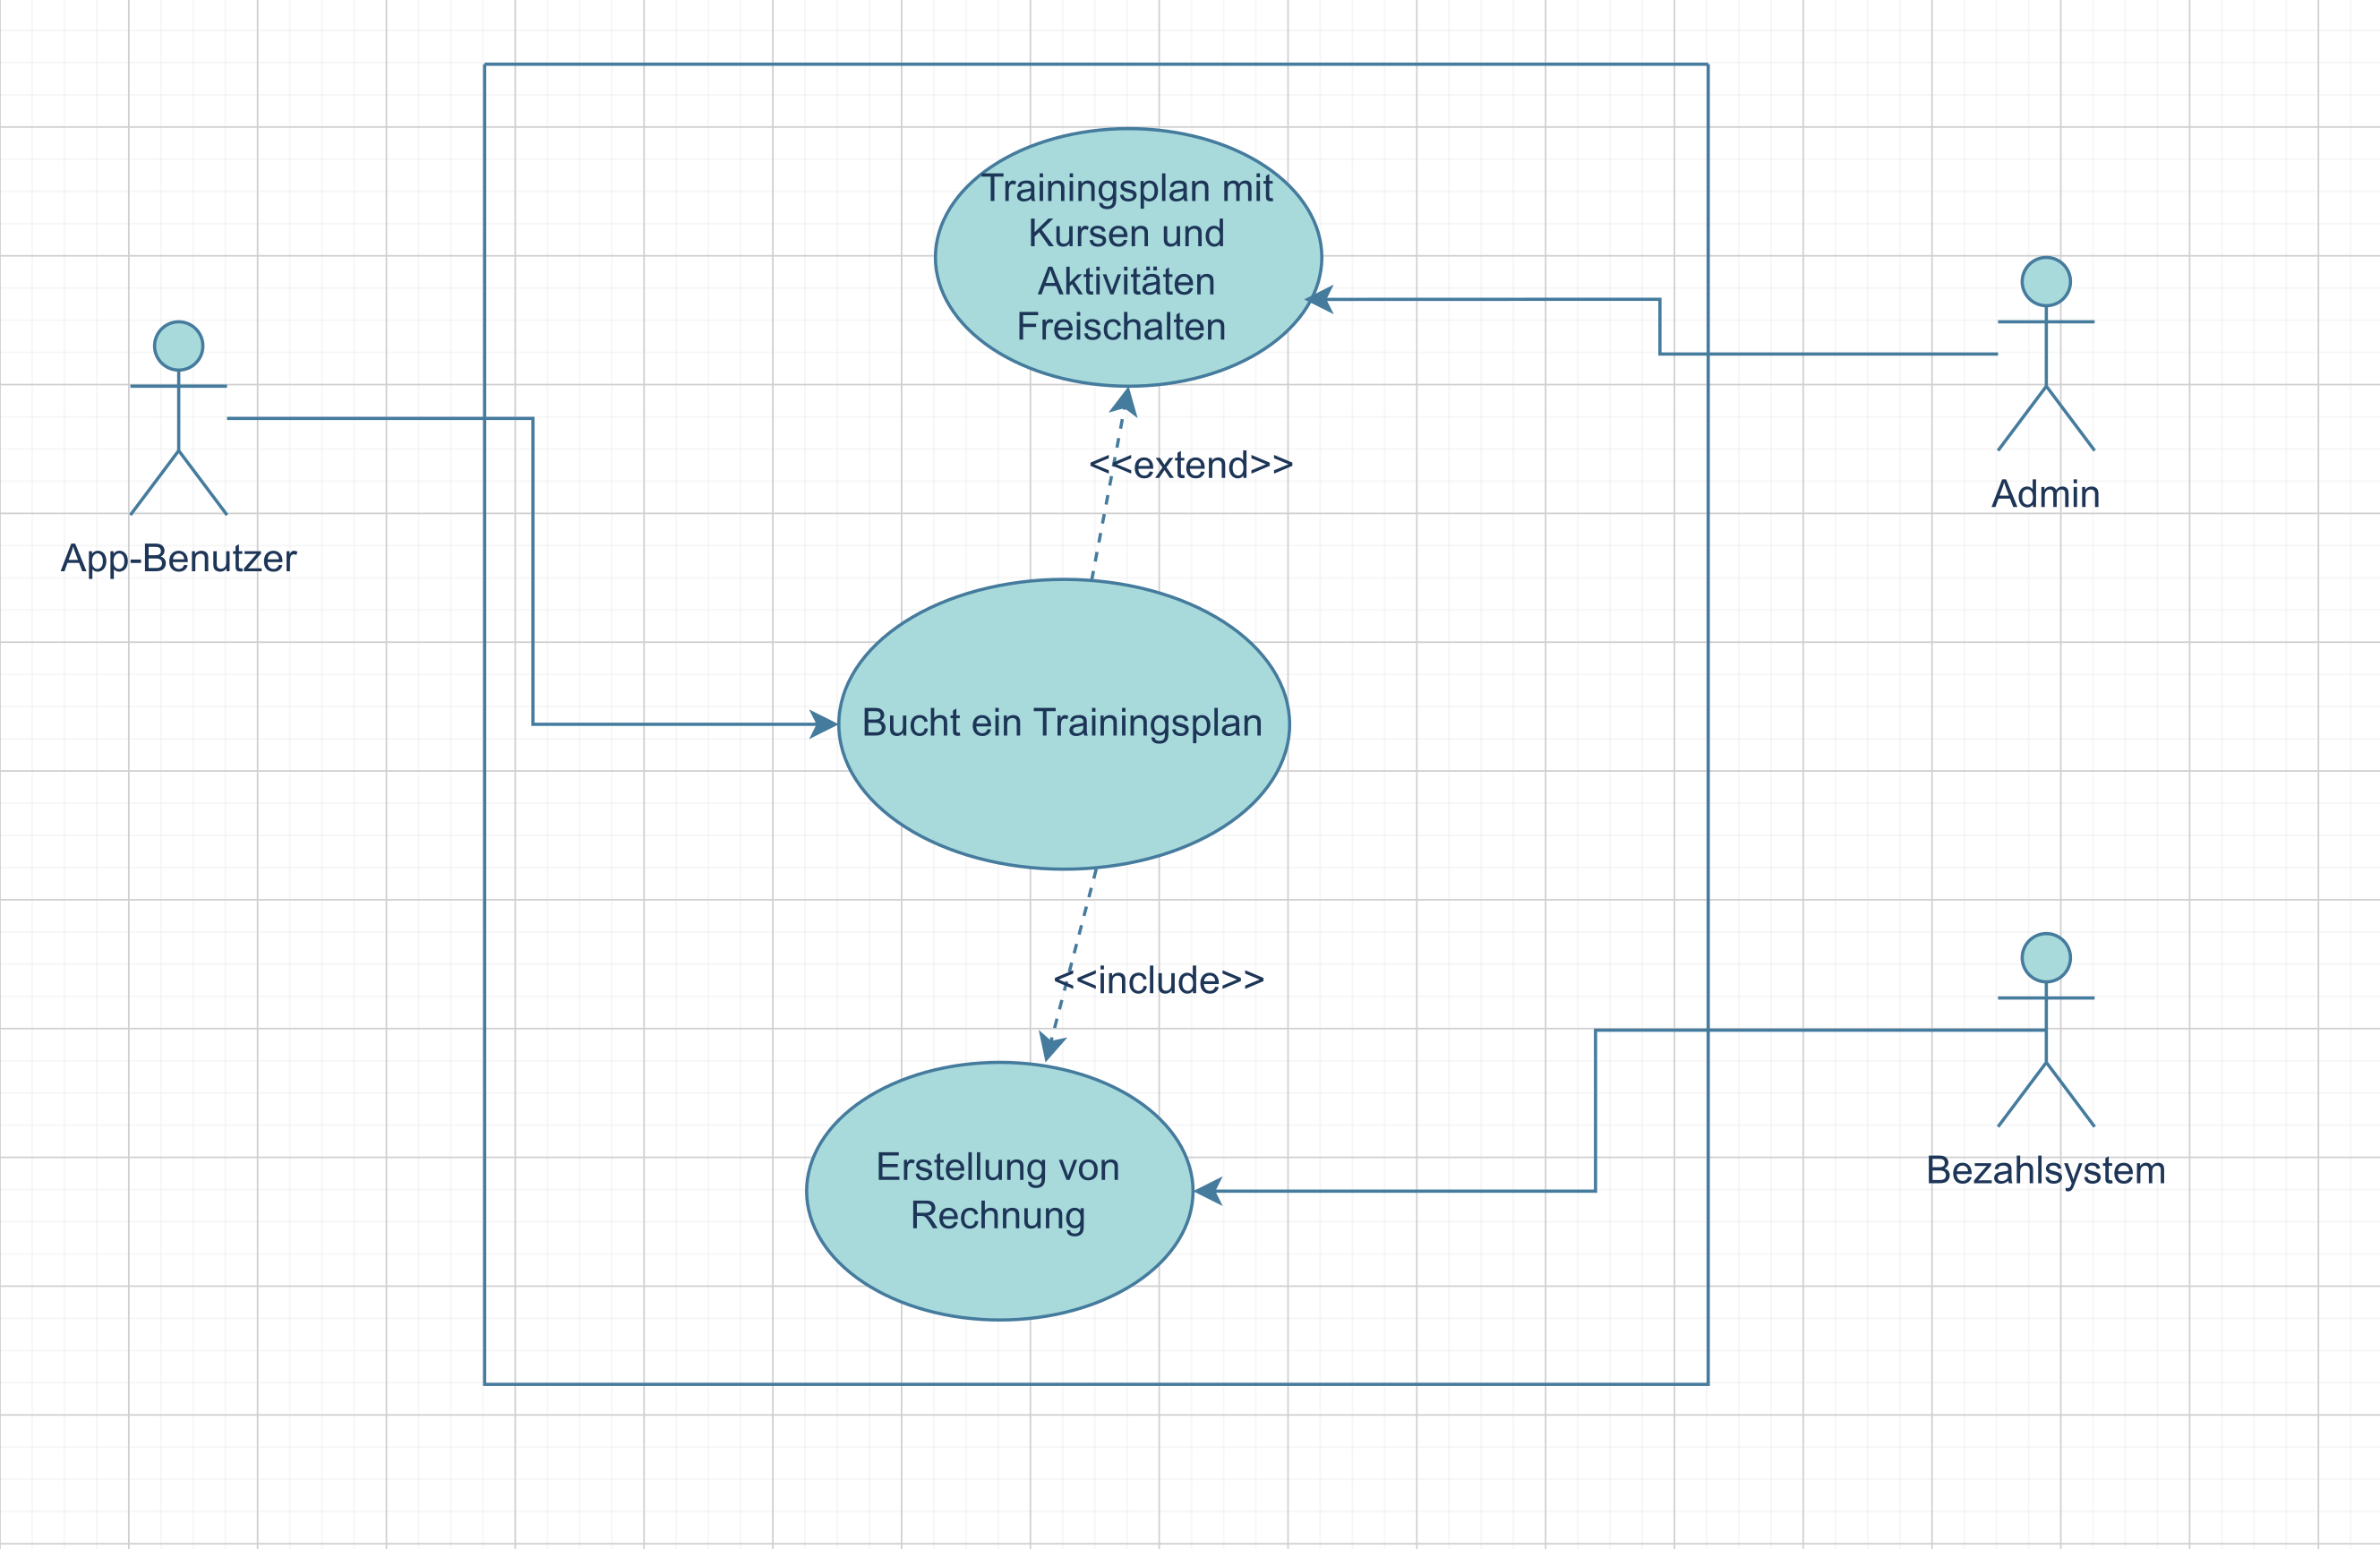 Trainingsplan mit
Kursen und
Aktivitäten
Freischalten
<<extend>>
Admin
App-Benutzer
Bucht ein Trainingsplan
<<include>>
Erstellung von
Rechnung
Bezahlsystem